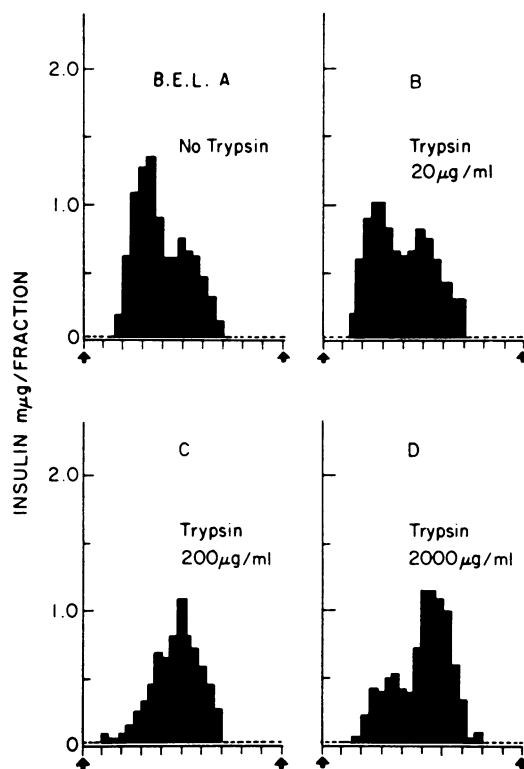 B.E.L. A
No Trypsin
2.0
1.0
0
B
Trypsin
20μg/ml
INSULIN mμg/FRACTION
C
Trypsin
200μg/ml
2.0
1.0
0
D
Trypsin
2000μg/ml